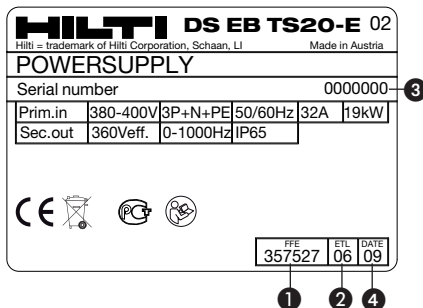 HILTI DS EB TS20-E 02
Hilti = trademark of Hilti Corporation, Schaan, LI Made in Austria
POWERSUPPLY
Serial number 0000000 3
Prim.in 380-400V 3P+N+PE 50/60Hz 32A 19kW
Sec.out 360Veff. 0-1000Hz IP65
CE PCT
FFE ETL DATE
357527 06 09
1 2 4